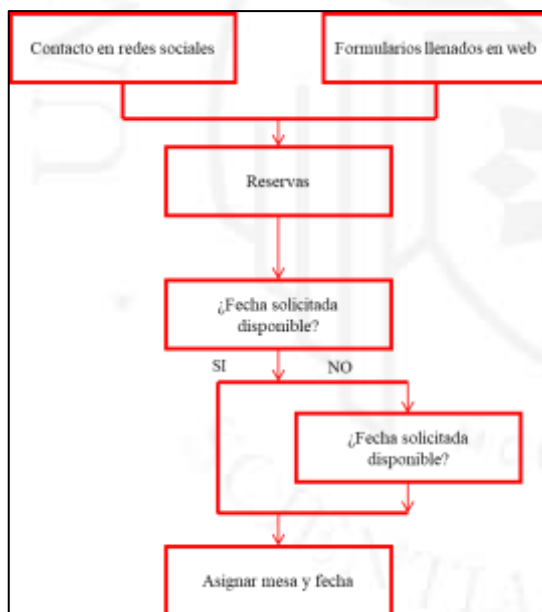 Contacto en redes sociales
Formularios llenados en web
Reservas
¿Fecha solicitada
disponible?
SI
NO
¿Fecha solicitada
disponible?
Asignar mesa y fecha